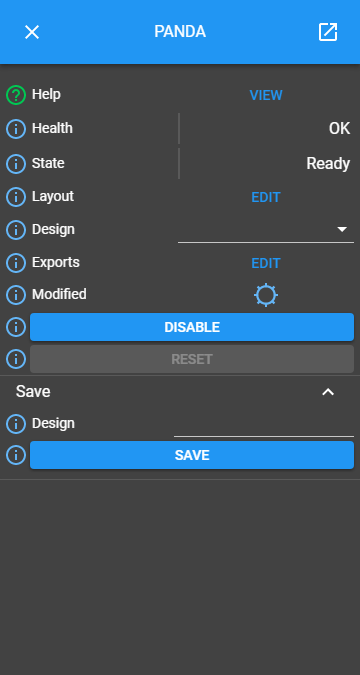 PANDA
Help VIEW
Health OK
State Ready
Layout EDIT
Design
Exports EDIT
Modified
DISABLE
RESET
Save
Design
SAVE